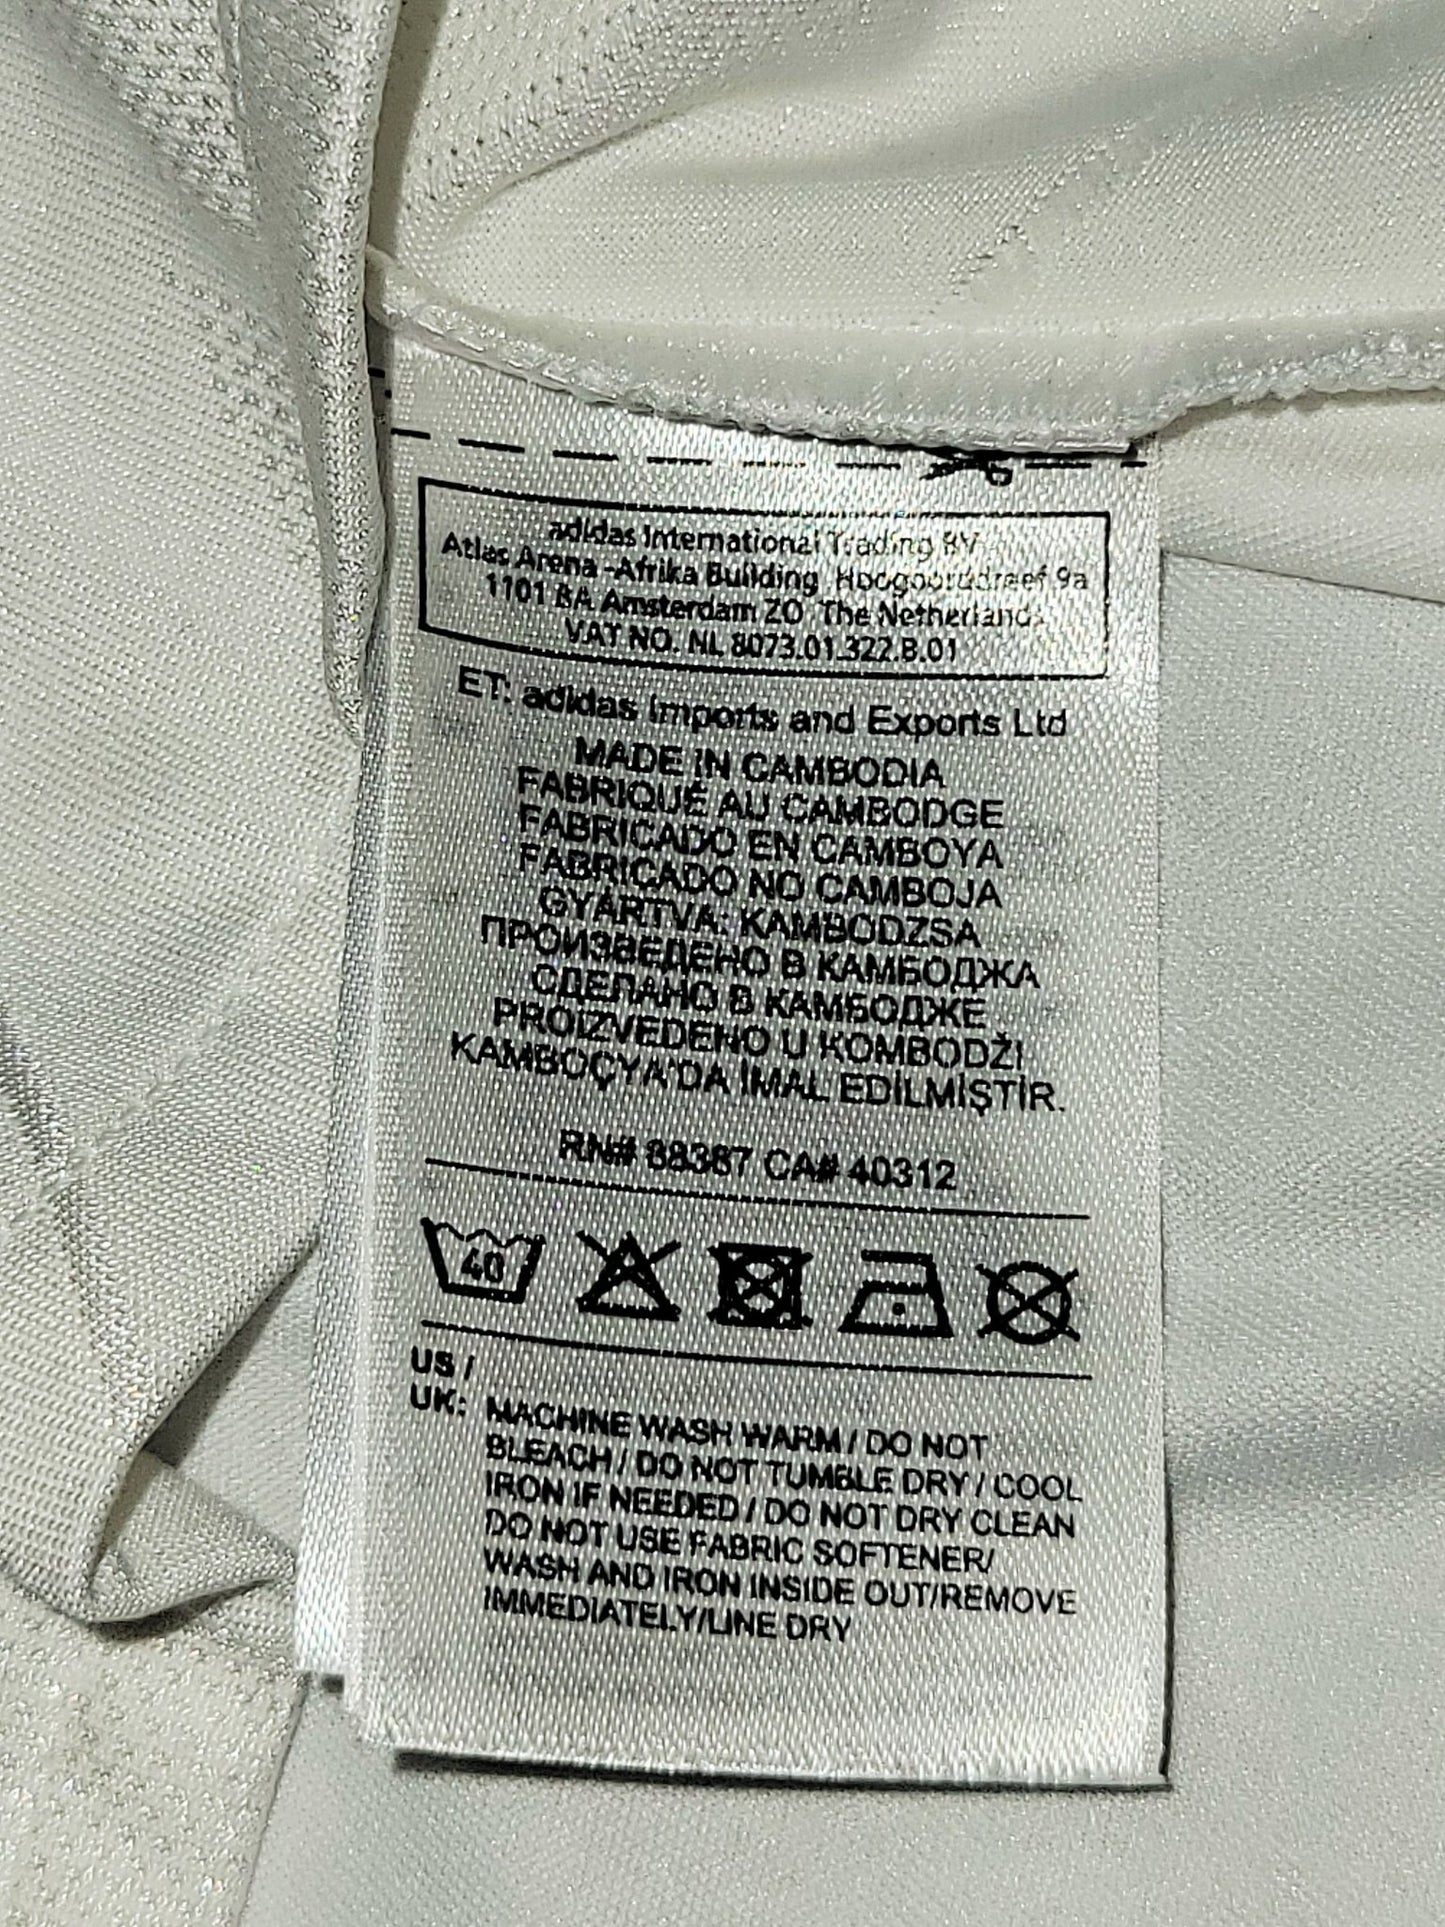 adidas International Trading BV
Atlas Arena -Afrika Building, Hoogoorddreef 9a
1101 BA Amsterdam ZO, The Netherlands
VAT NO. NL 8073.01.322.B.01
ET: adidas Imports and Exports Ltd
MADE IN CAMBODIA
FABRIQUÉ AU CAMBODGE
FABRICADO EN CAMBOYA
FABRICADO NO CAMBOJA
GYÁRTVA: KAMBODZSA
ПРОИЗВЕДЕНО В КАМБОДЖА
СДЕЛАНО В КАМБОДЖЕ
PROIZVEDENO U KOMBODŽI
KAMBOÇYA'DA İMAL EDİLMİŞTİR.
RN# 88387 CA# 40312
40
US /
UK: MACHINE WASH WARM / DO NOT
BLEACH / DO NOT TUMBLE DRY / COOL
IRON IF NEEDED / DO NOT DRY CLEAN
DO NOT USE FABRIC SOFTENER/
WASH AND IRON INSIDE OUT/REMOVE
IMMEDIATELY/LINE DRY